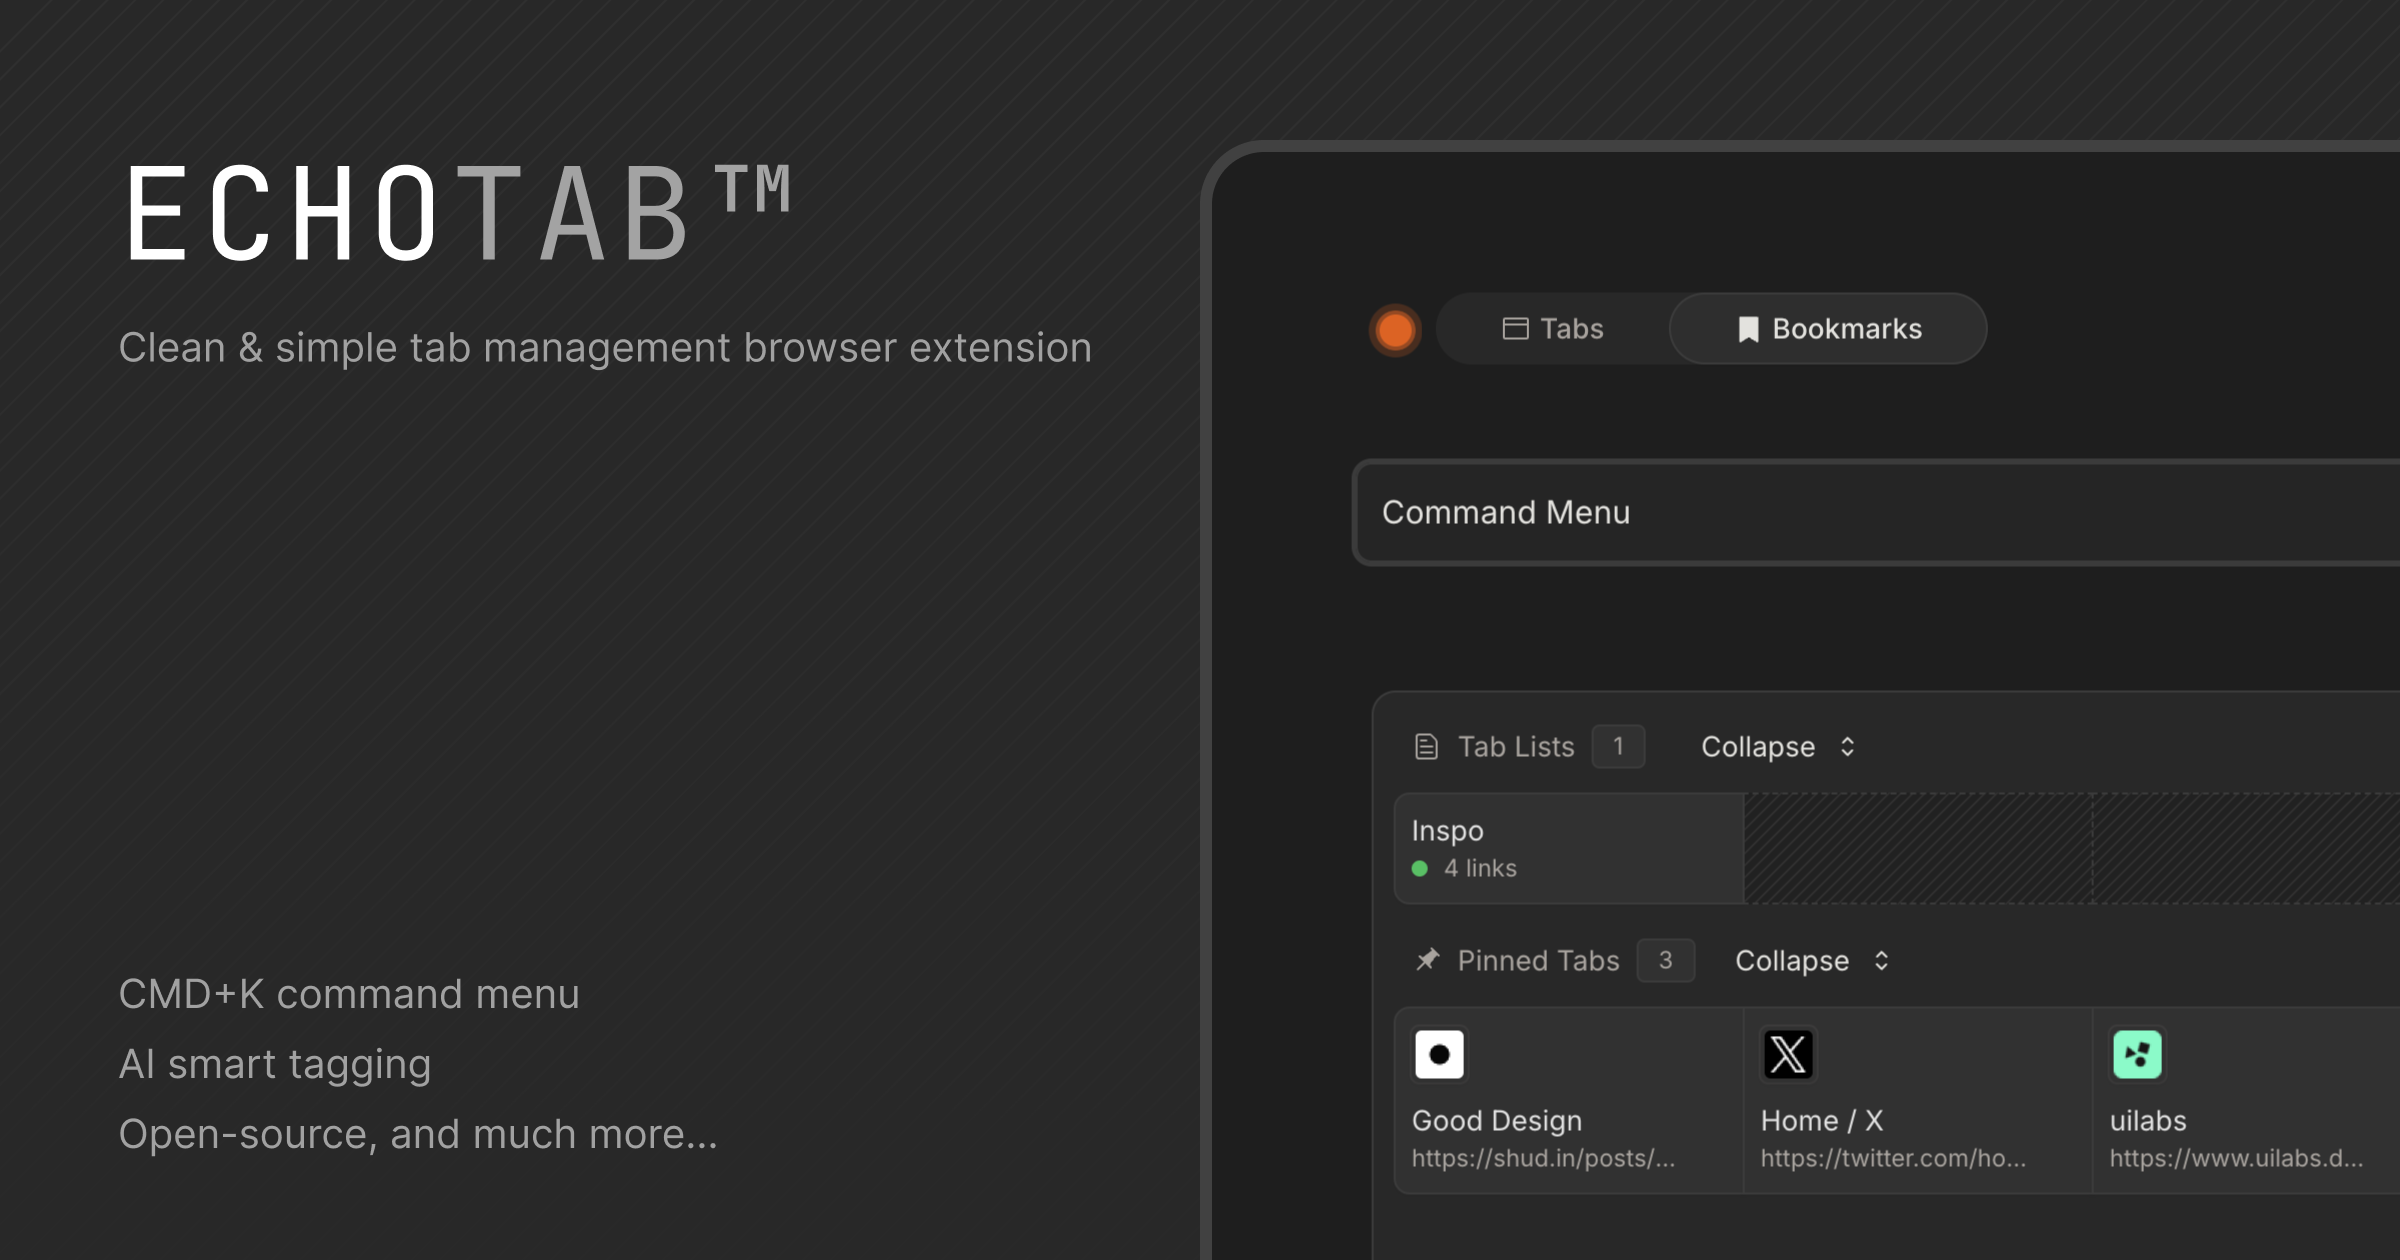 ECHOTAB™
Clean & simple tab management browser extension
CMD+K command menu
AI smart tagging
Open-source, and much more...
Tabs
Bookmarks
Command Menu
Tab Lists 1 Collapse
Inspo
4 links
Pinned Tabs 3 Collapse
Good Design
https://shud.in/posts/...
Home / X
https://twitter.com/ho...
uilabs
https://www.uilabs.d...